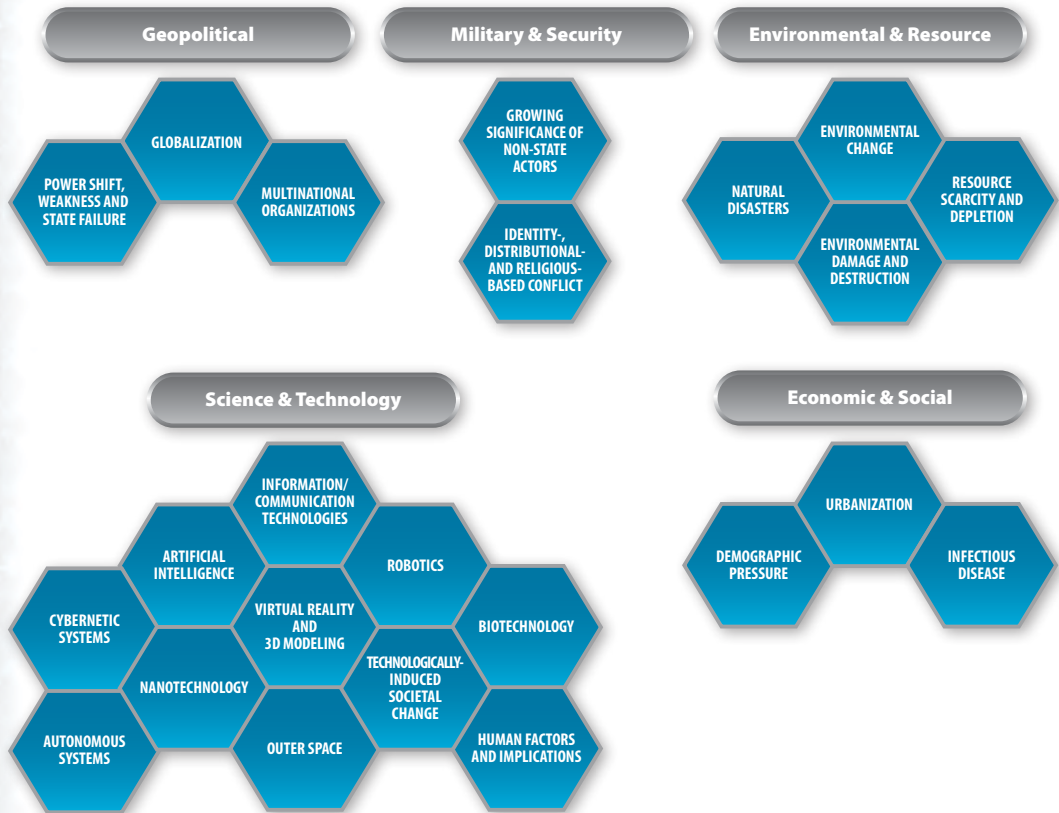 Geopolitical
GLOBALIZATION
POWER SHIFT,
WEAKNESS AND
STATE FAILURE
MULTINATIONAL
ORGANIZATIONS
Military & Security
GROWING
SIGNIFICANCE OF
NON-STATE
ACTORS
IDENTITY-,
DISTRIBUTIONAL-
AND RELIGIOUS-
BASED CONFLICT
Environmental & Resource
ENVIRONMENTAL
CHANGE
NATURAL
DISASTERS
RESOURCE
SCARCITY AND
DEPLETION
ENVIRONMENTAL
DAMAGE AND
DESTRUCTION
Science & Technology
INFORMATION/
COMMUNICATION
TECHNOLOGIES
ARTIFICIAL
INTELLIGENCE
ROBOTICS
CYBERNETIC
SYSTEMS
VIRTUAL REALITY
AND
3D MODELING
BIOTECHNOLOGY
NANOTECHNOLOGY
TECHNOLOGICALLY-
INDUCED
SOCIETAL
CHANGE
AUTONOMOUS
SYSTEMS
OUTER SPACE
HUMAN FACTORS
AND IMPLICATIONS
Economic & Social
URBANIZATION
DEMOGRAPHIC
PRESSURE
INFECTIOUS
DISEASE